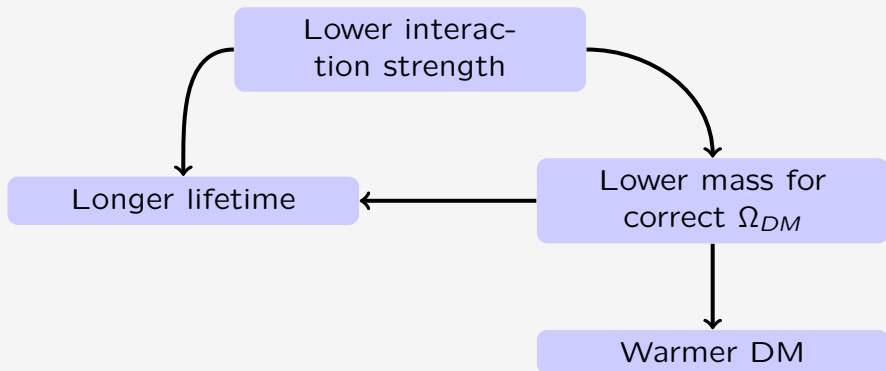 Lower interac-
tion strength
Longer lifetime
Lower mass for
correct Ω_DM
Warmer DM